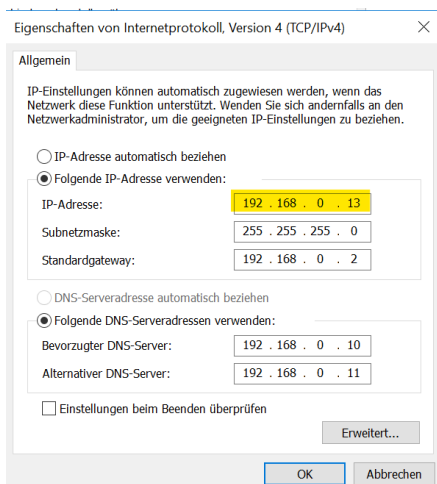 Eigenschaften von Internetprotokoll, Version 4 (TCP/IPv4)
Allgemein
IP-Einstellungen können automatisch zugewiesen werden, wenn das
Netzwerk diese Funktion unterstützt. Wenden Sie sich andernfalls an den
Netzwerkadministrator, um die geeigneten IP-Einstellungen zu beziehen.
IP-Adresse automatisch beziehen
Folgende IP-Adresse verwenden:
IP-Adresse: 192 . 168 . 0 . 13
Subnetzmaske: 255 . 255 . 255 . 0
Standardgateway: 192 . 168 . 0 . 2
DNS-Serveradresse automatisch beziehen
Folgende DNS-Serveradressen verwenden:
Bevorzugter DNS-Server: 192 . 168 . 0 . 10
Alternativer DNS-Server: 192 . 168 . 0 . 11
Einstellungen beim Beenden überprüfen
Erweitert...
OK Abbrechen